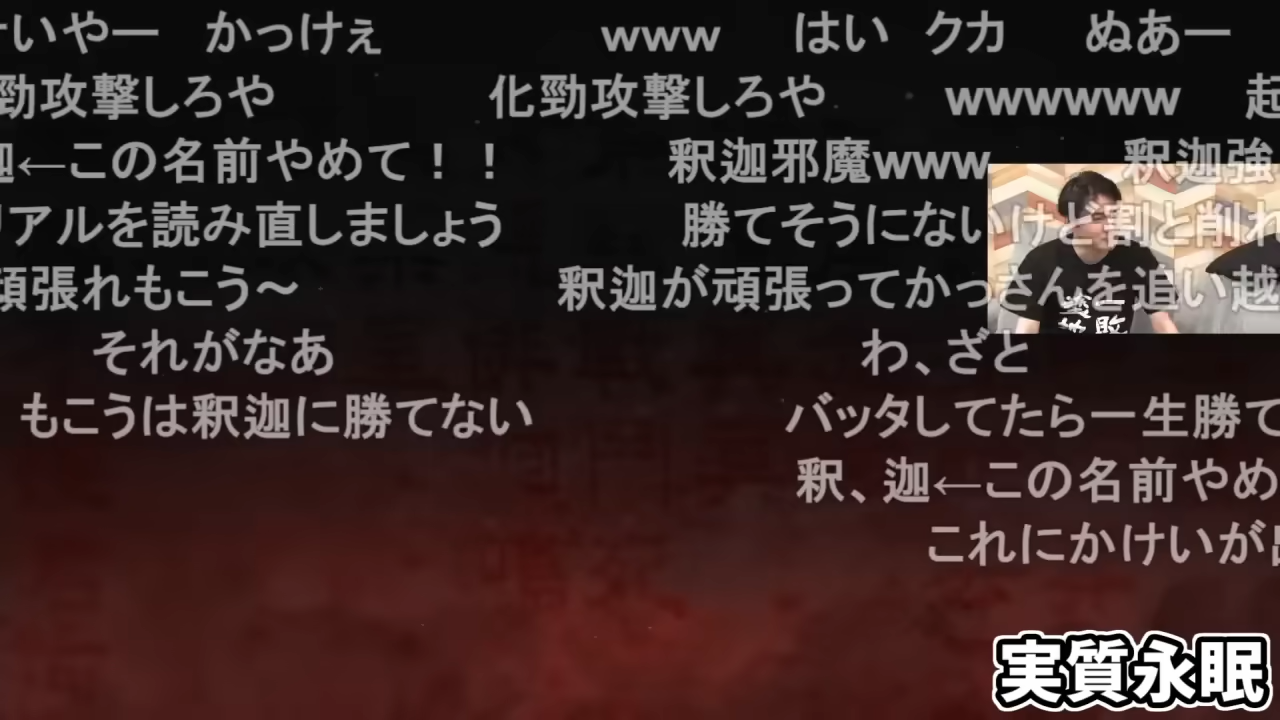 けいやー かっけぇ www はい クカ ぬあー
勁攻撃しろや 化勁攻撃しろや wwwwwww 起
迦←この名前やめて！！ 釈迦邪魔www 釈迦強
リアルを読み直しましょう 勝てそうにないけど割と削れ
頑張れもこう～ 釈迦が頑張ってかっさんを追い越
それがなあ わ、ざと
もこうは釈迦に勝てない バッタしてたら一生勝て
釈、迦←この名前やめ
これにかけいが
実質永眠